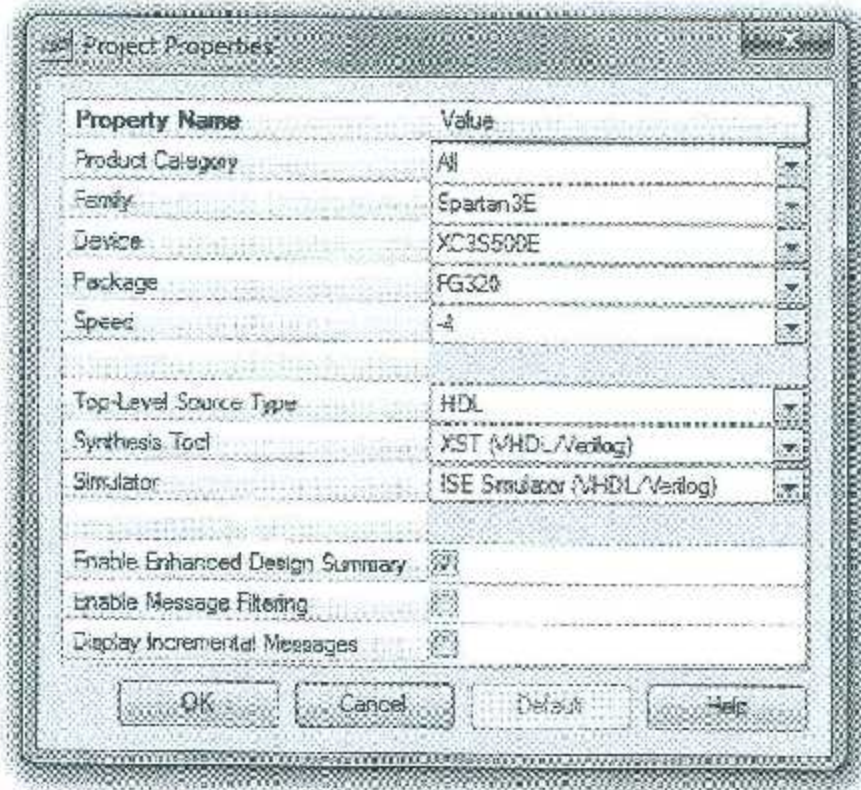 Project Properties
Property Name Value
Product Category All
Family Spartan3E
Device XC3S500E
Package FG320
Speed -4
Top-Level Source Type HDL
Synthesis Tool XST (VHDL/Verilog)
Simulator ISE Simulator (VHDL/Verilog)
Enable Enhanced Design Summary
Enable Message Filtering
Display Incremental Messages
OK Cancel Default Help